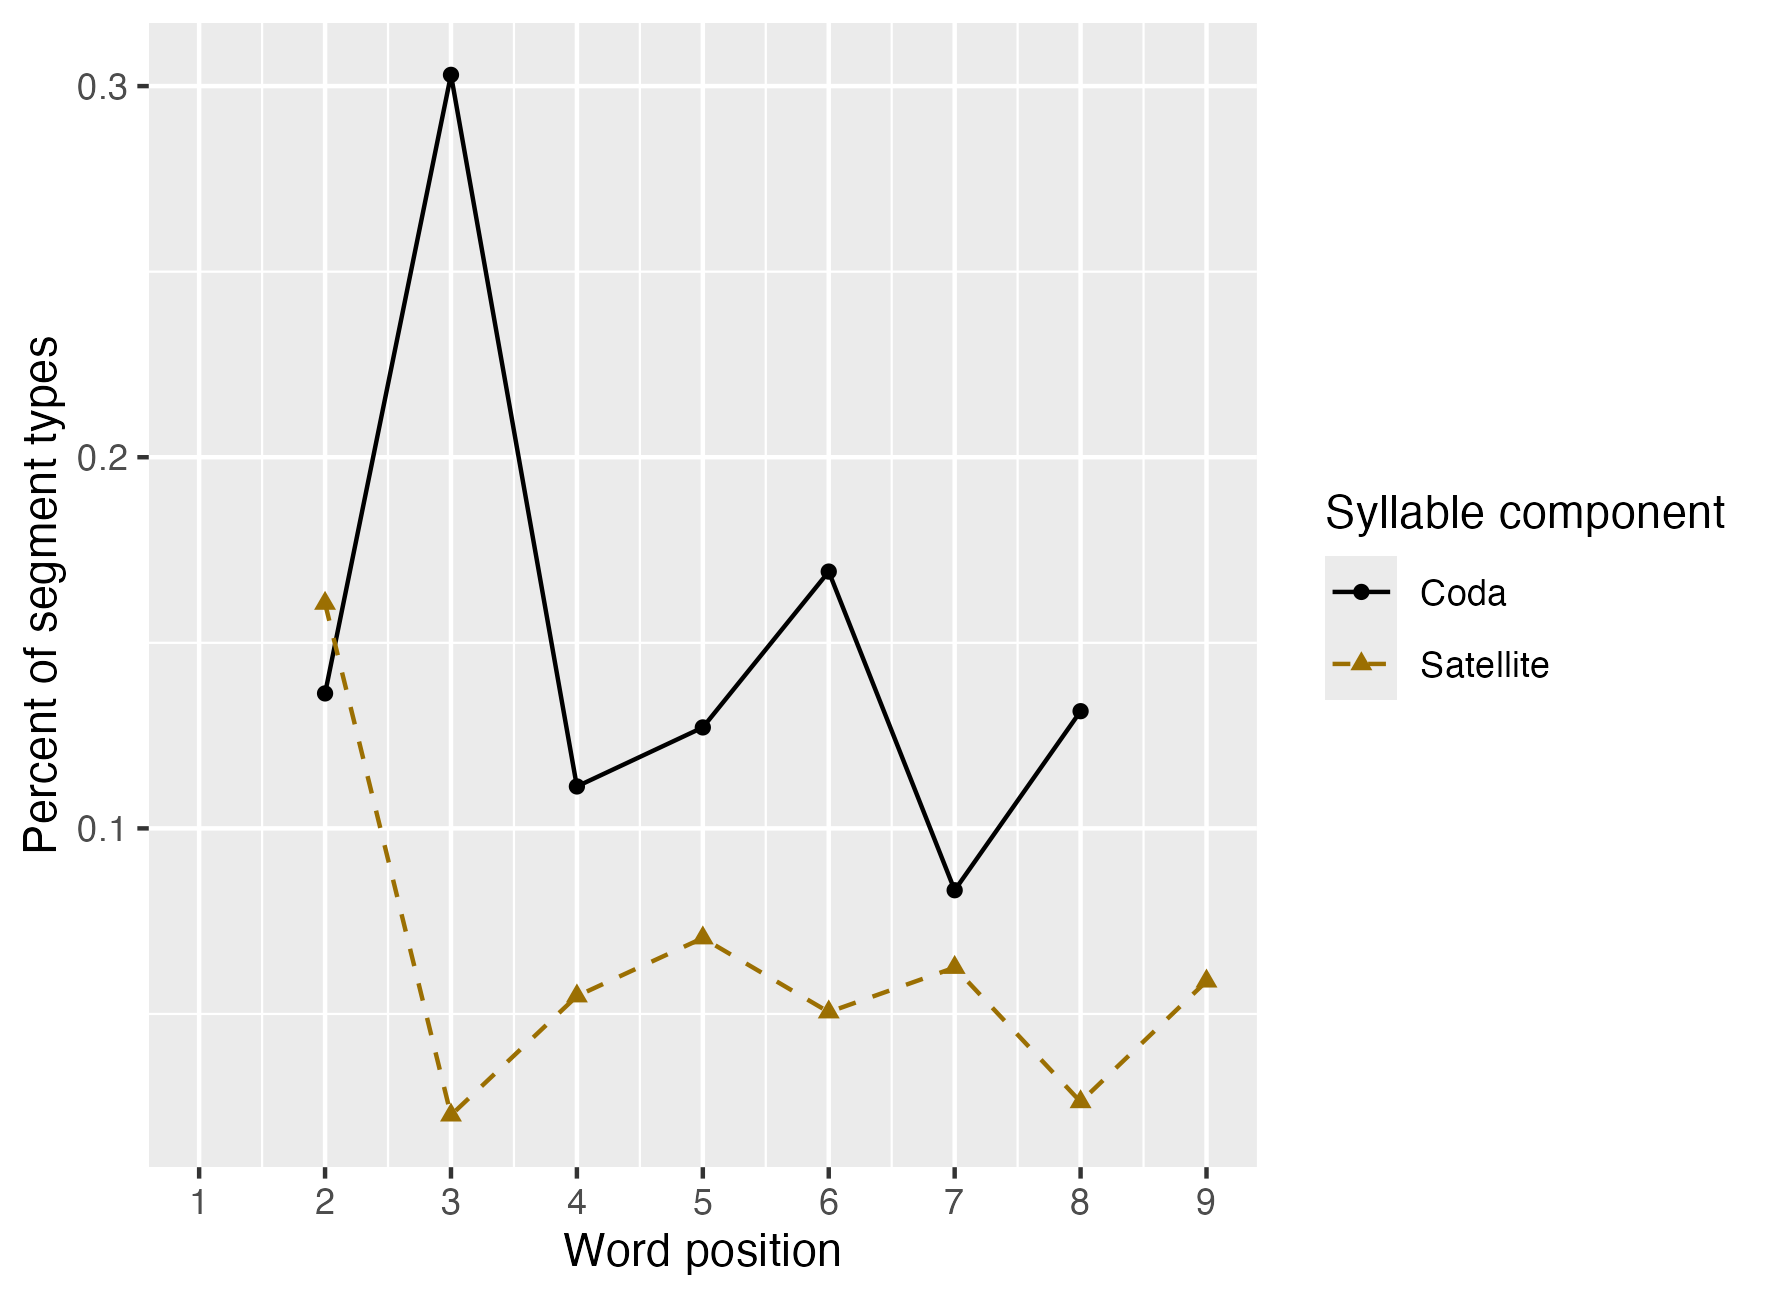 Percent of segment types
0.3
0.2
0.1
1 2 3 4 5 6 7 8 9
Word position
Syllable component
Coda
Satellite